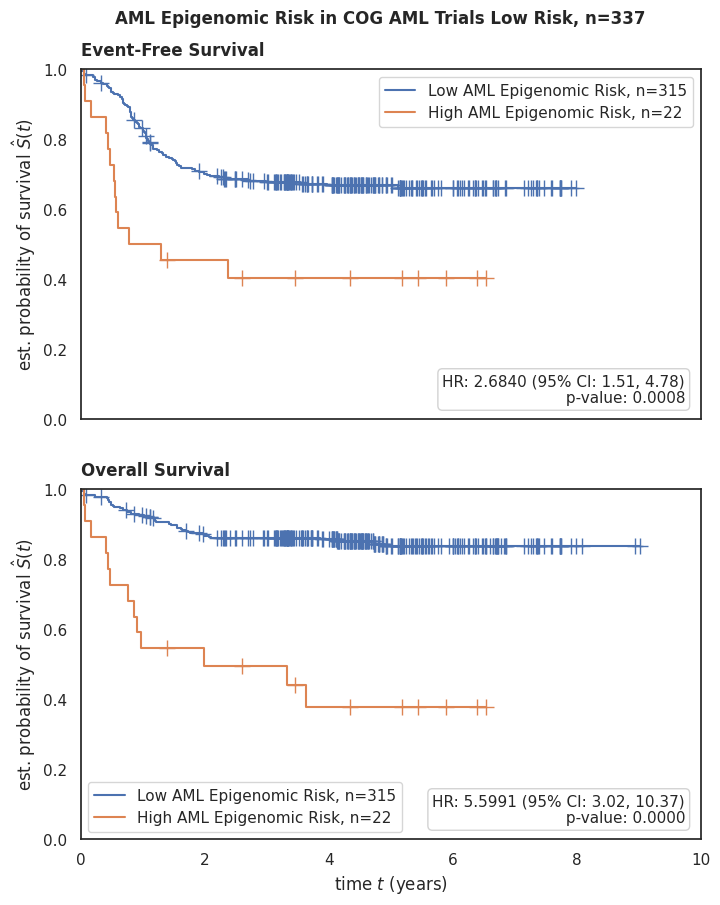 AML Epigenomic Risk in COG AML Trials Low Risk, n=337
Event-Free Survival
est. probability of survival Ŝ(t)
1.0
0.8
0.6
0.4
0.2
0.0
Low AML Epigenomic Risk, n=315
High AML Epigenomic Risk, n=22
HR: 2.6840 (95% CI: 1.51, 4.78)
p-value: 0.0008
Overall Survival
est. probability of survival Ŝ(t)
1.0
0.8
0.6
0.4
0.2
0.0
Low AML Epigenomic Risk, n=315
High AML Epigenomic Risk, n=22
HR: 5.5991 (95% CI: 3.02, 10.37)
p-value: 0.0000
0 2 4 6 8 10
time t (years)